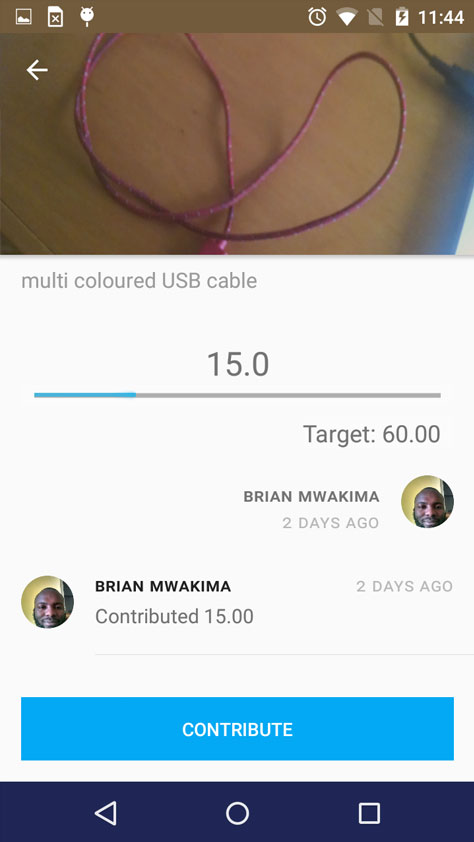 11:44
multi coloured USB cable
15.0
Target: 60.00
BRIAN MWAKIMA
2 DAYS AGO
BRIAN MWAKIMA 2 DAYS AGO
Contributed 15.00
CONTRIBUTE